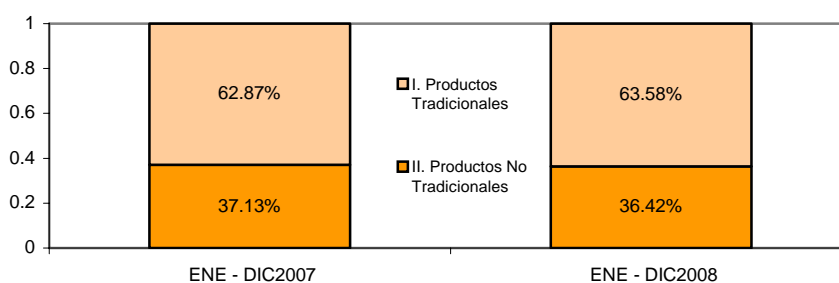 1
0.8
0.6
0.4
0.2
0
62.87%
37.13%
I. Productos
Tradicionales
II. Productos No
Tradicionales
63.58%
36.42%
ENE - DIC2007
ENE - DIC2008